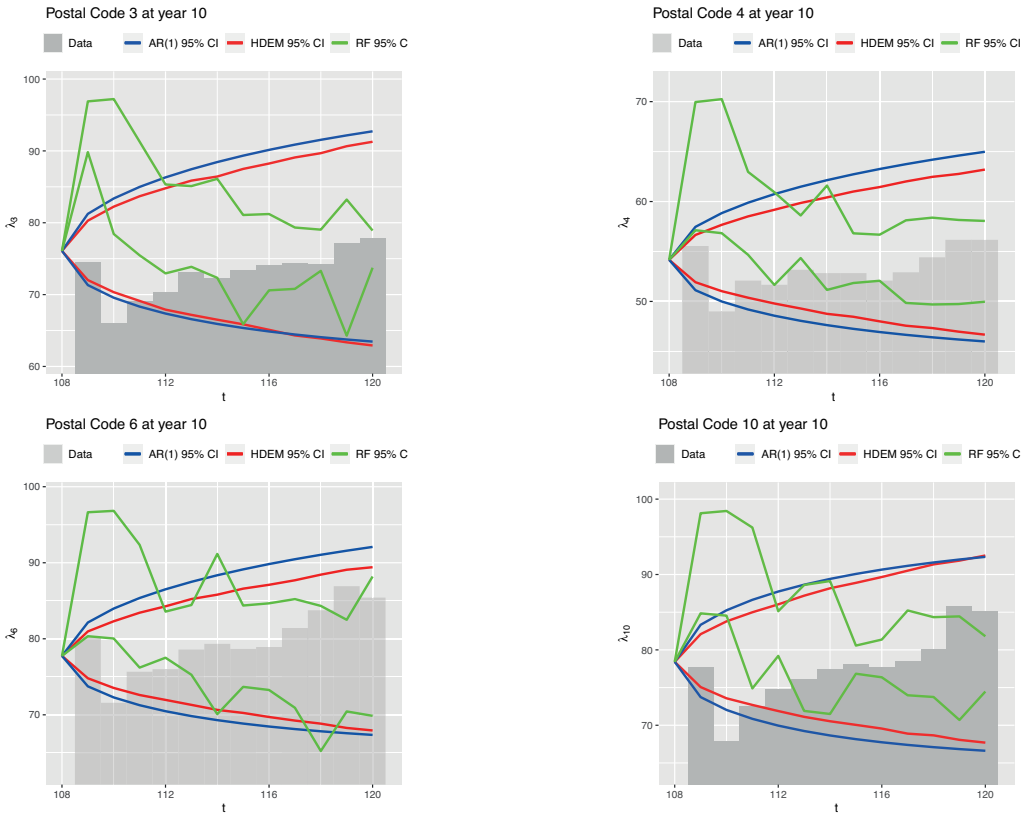 Postal Code 3 at year 10
Data AR(1) 95% CI HDEM 95% CI RF 95% C
100
90
80
70
60
λ3
108 112 116 120
t
Postal Code 4 at year 10
Data AR(1) 95% CI HDEM 95% CI RF 95% CI
70
60
50
λ4
108 112 116 120
t
Postal Code 6 at year 10
Data AR(1) 95% CI HDEM 95% CI RF 95% C
100
90
80
70
λ6
108 112 116 120
t
Postal Code 10 at year 10
Data AR(1) 95% CI HDEM 95% CI RF 95% CI
100
90
80
70
λ10
108 112 116 120
t